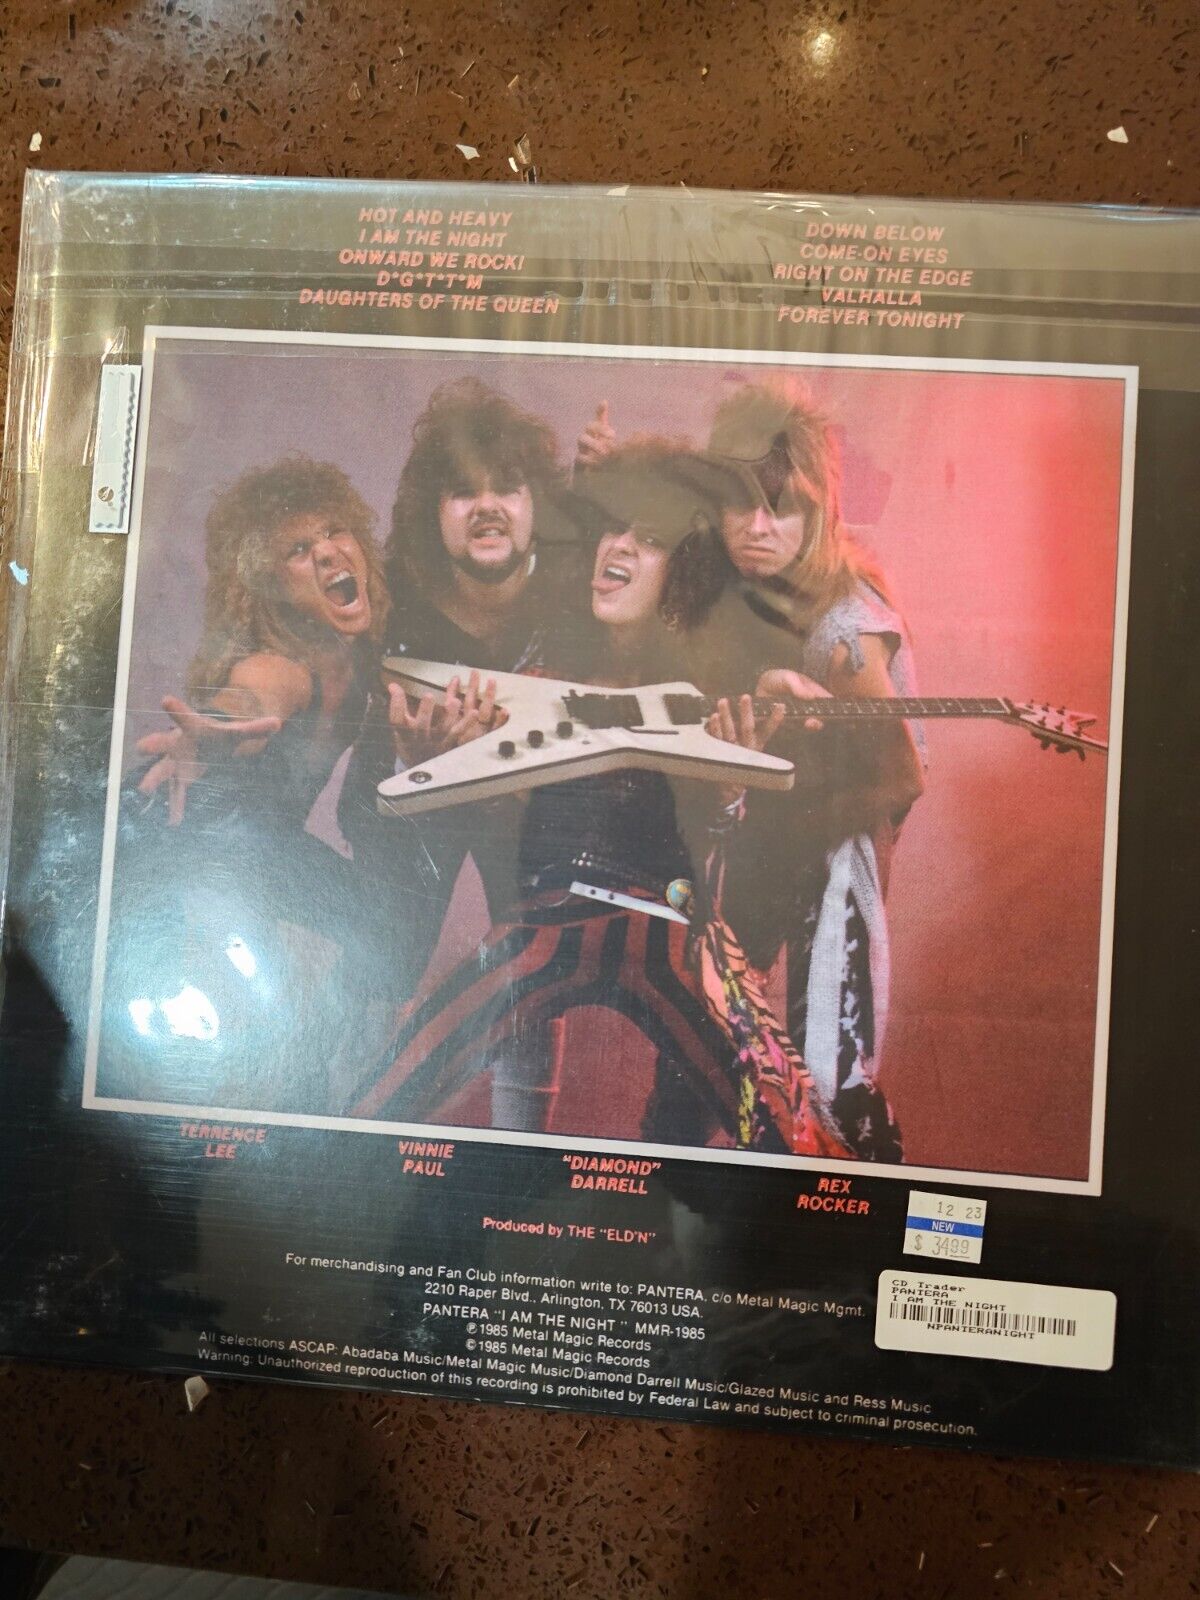 HOT AND HEAVY
I AM THE NIGHT
ONWARD WE ROCK!
D*G*T*T*M
DAUGHTERS OF THE QUEEN
DOWN BELOW
COME-ON EYES
RIGHT ON THE EDGE
VALHALLA
FOREVER TONIGHT
TERRENCE
LEE
VINNIE
PAUL
"DIAMOND"
DARRELL
REX
ROCKER
Produced by THE "ELD'N"
For merchandising and Fan Club information write to: PANTERA, c/o Metal Magic Mgmt.
2210 Raper Blvd., Arlington, TX 76013 USA.
PANTERA "I AM THE NIGHT" MMR-1985
℗1985 Metal Magic Records
©1985 Metal Magic Records
All selections ASCAP: Abadaba Music/Metal Magic Music/Diamond Darrell Music/Glazed Music and Ress Music
Warning: Unauthorized reproduction of this recording is prohibited by Federal Law and subject to criminal prosecution.
12 23
NEW
$ 3499
CD Trader
PANTERA
I AM THE NIGHT
NPANTERANIGHT